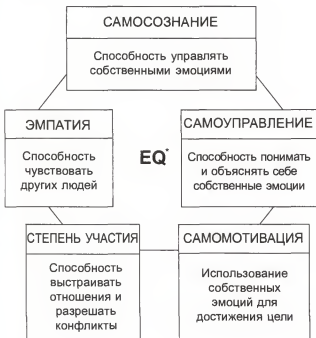 САМОСОЗНАНИЕ
Способность управлять
собственными эмоциями
ЭМПАТИЯ
Способность
чувствовать
других людей
EQ*
САМОУПРАВЛЕНИЕ
Способность понимать
и объяснять себе
собственные эмоции
СТЕПЕНЬ УЧАСТИЯ
Способность
выстраивать
отношения и
разрешать
конфликты
САМОМОТИВАЦИЯ
Использование
собственных
эмоций для
достижения цели